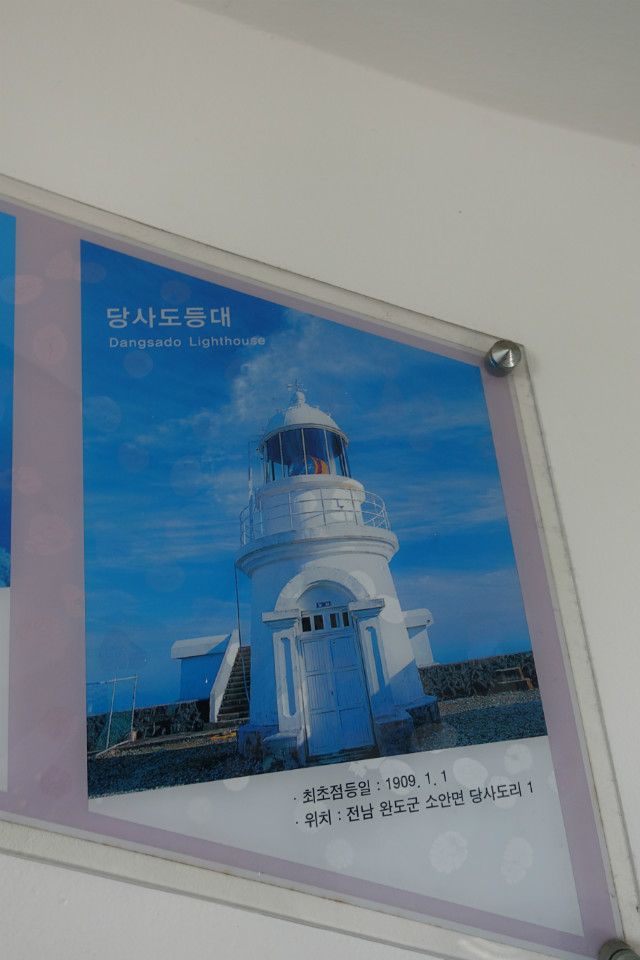 당사도등대
Dangsado Lighthouse
· 최초점등일 : 1909. 1. 1
· 위치 : 전남 완도군 소안면 당사도리 1